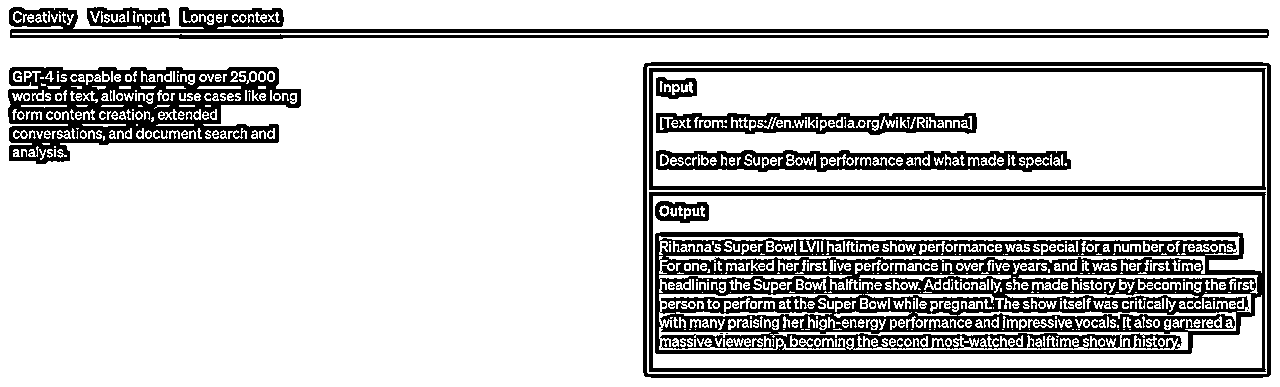 Creativity Visual input Longer context
GPT-4 is capable of handling over 25,000
words of text, allowing for use cases like long
form content creation, extended
conversations, and document search and
analysis.
Input
[Text from: https://en.wikipedia.org/wiki/Rihanna]
Describe her Super Bowl performance and what made it special.
Output
Rihanna's Super Bowl LVII halftime show performance was special for a number of reasons.
For one, it marked her first live performance in over five years, and it was her first time
headlining the Super Bowl halftime show. Additionally, she made history by becoming the first
person to perform at the Super Bowl while pregnant. The show itself was critically acclaimed,
with many praising her high-energy performance and impressive vocals. It also garnered a
massive viewership, becoming the second most-watched halftime show in history.